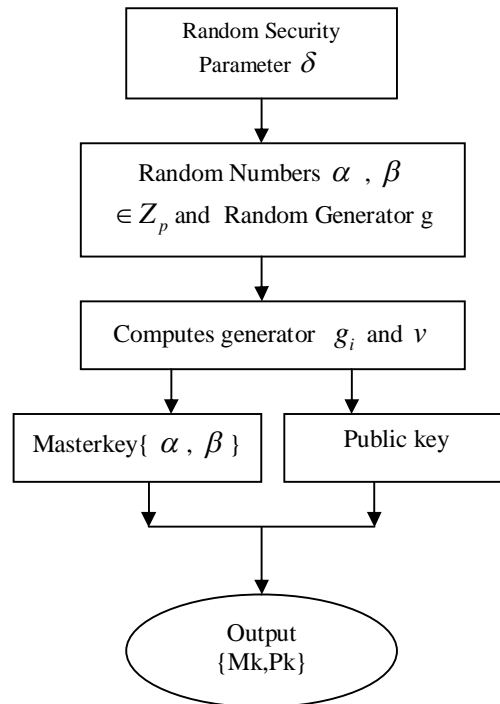 Random Security
Parameter δ
Random Numbers α , β
∈ Z_p and Random Generator g
Computes generator g_i and v
Masterkey{ α , β }
Public key
Output
{Mk,Pk}